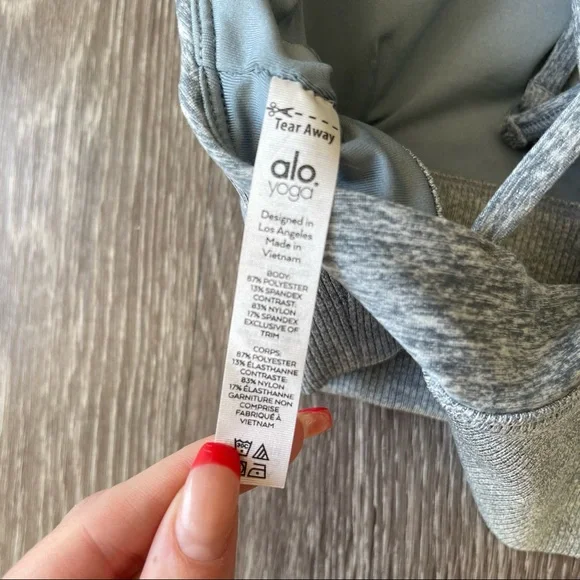 Tear Away
alo
yoga
Designed in
Los Angeles
Made in
Vietnam
BODY:
87% POLYESTER
13% SPANDEX
CONTRAST:
83% NYLON
17% SPANDEX
EXCLUSIVE OF
TRIM
CORPS:
87% POLYESTER
13% ÉLASTHANNE
CONTRASTE:
83% NYLON
17% ÉLASTHANNE
GARNITURE NON
COMPRISE
FABRIQUÉ À
VIETNAM
30C